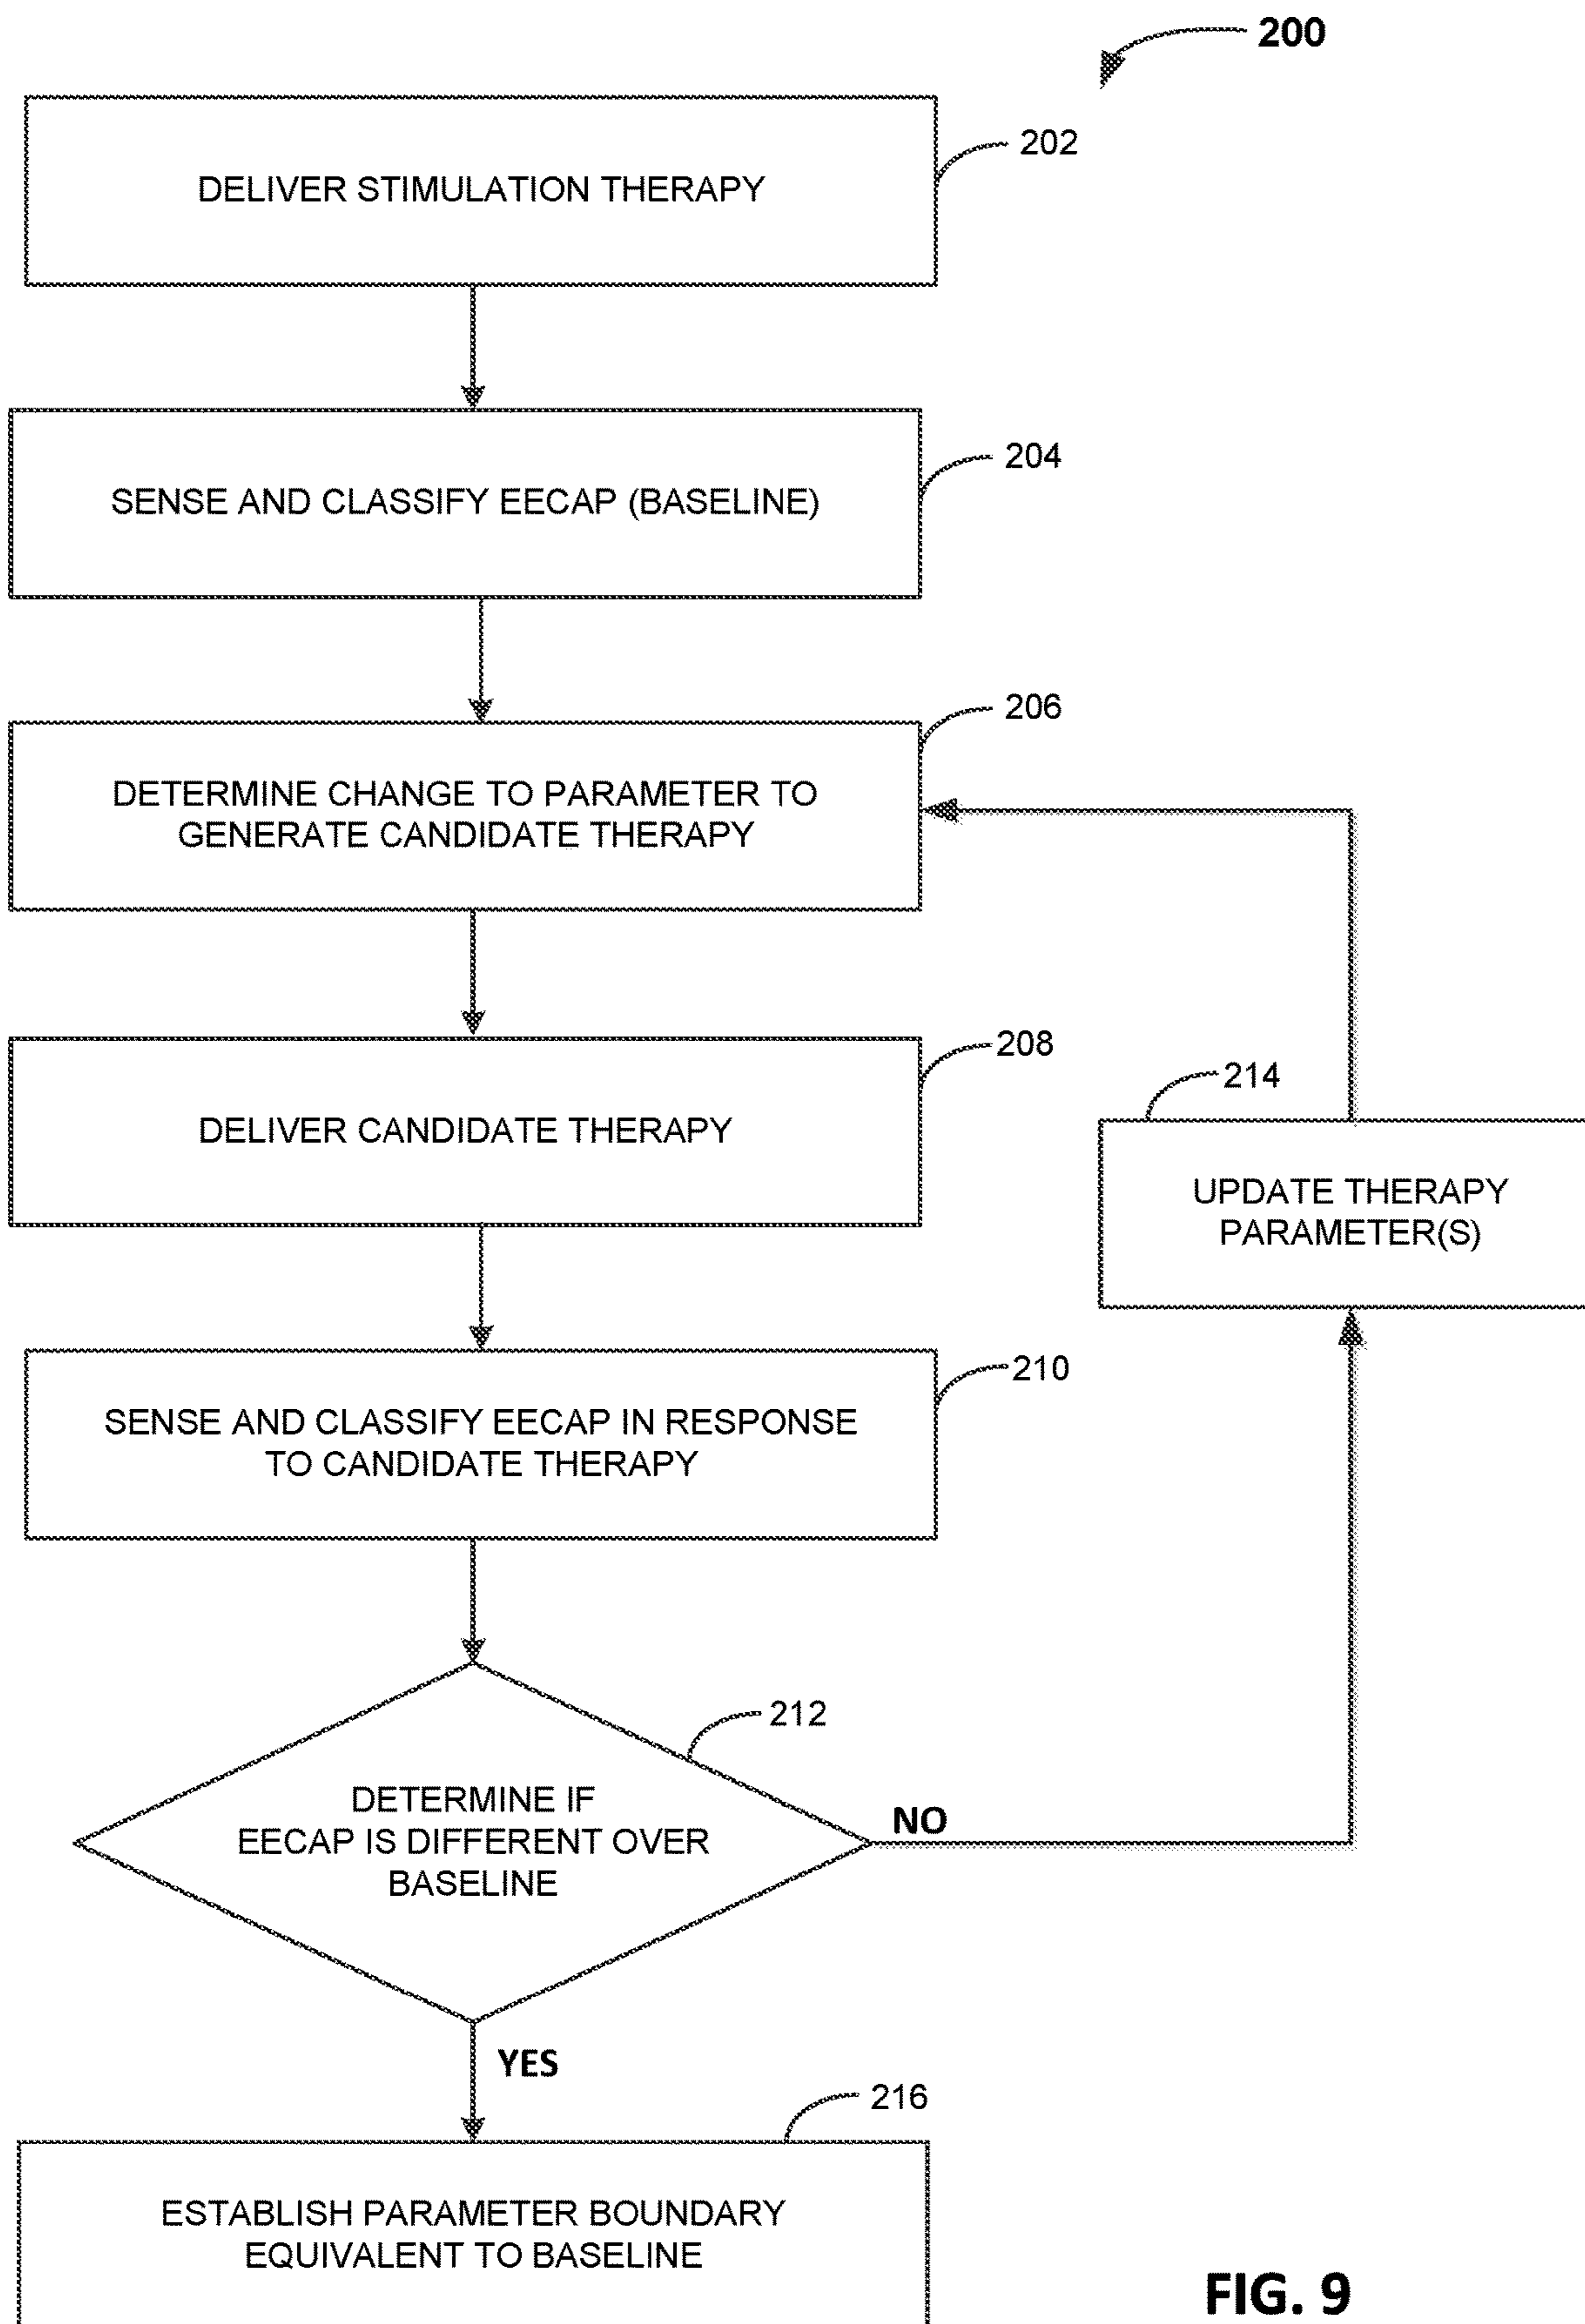 200
202
DELIVER STIMULATION THERAPY
204
SENSE AND CLASSIFY EECAP (BASELINE)
206
DETERMINE CHANGE TO PARAMETER TO
GENERATE CANDIDATE THERAPY
208
DELIVER CANDIDATE THERAPY
214
UPDATE THERAPY
PARAMETER(S)
210
SENSE AND CLASSIFY EECAP IN RESPONSE
TO CANDIDATE THERAPY
212
DETERMINE IF
EECAP IS DIFFERENT OVER
BASELINE
NO
YES
216
ESTABLISH PARAMETER BOUNDARY
EQUIVALENT TO BASELINE
FIG. 9